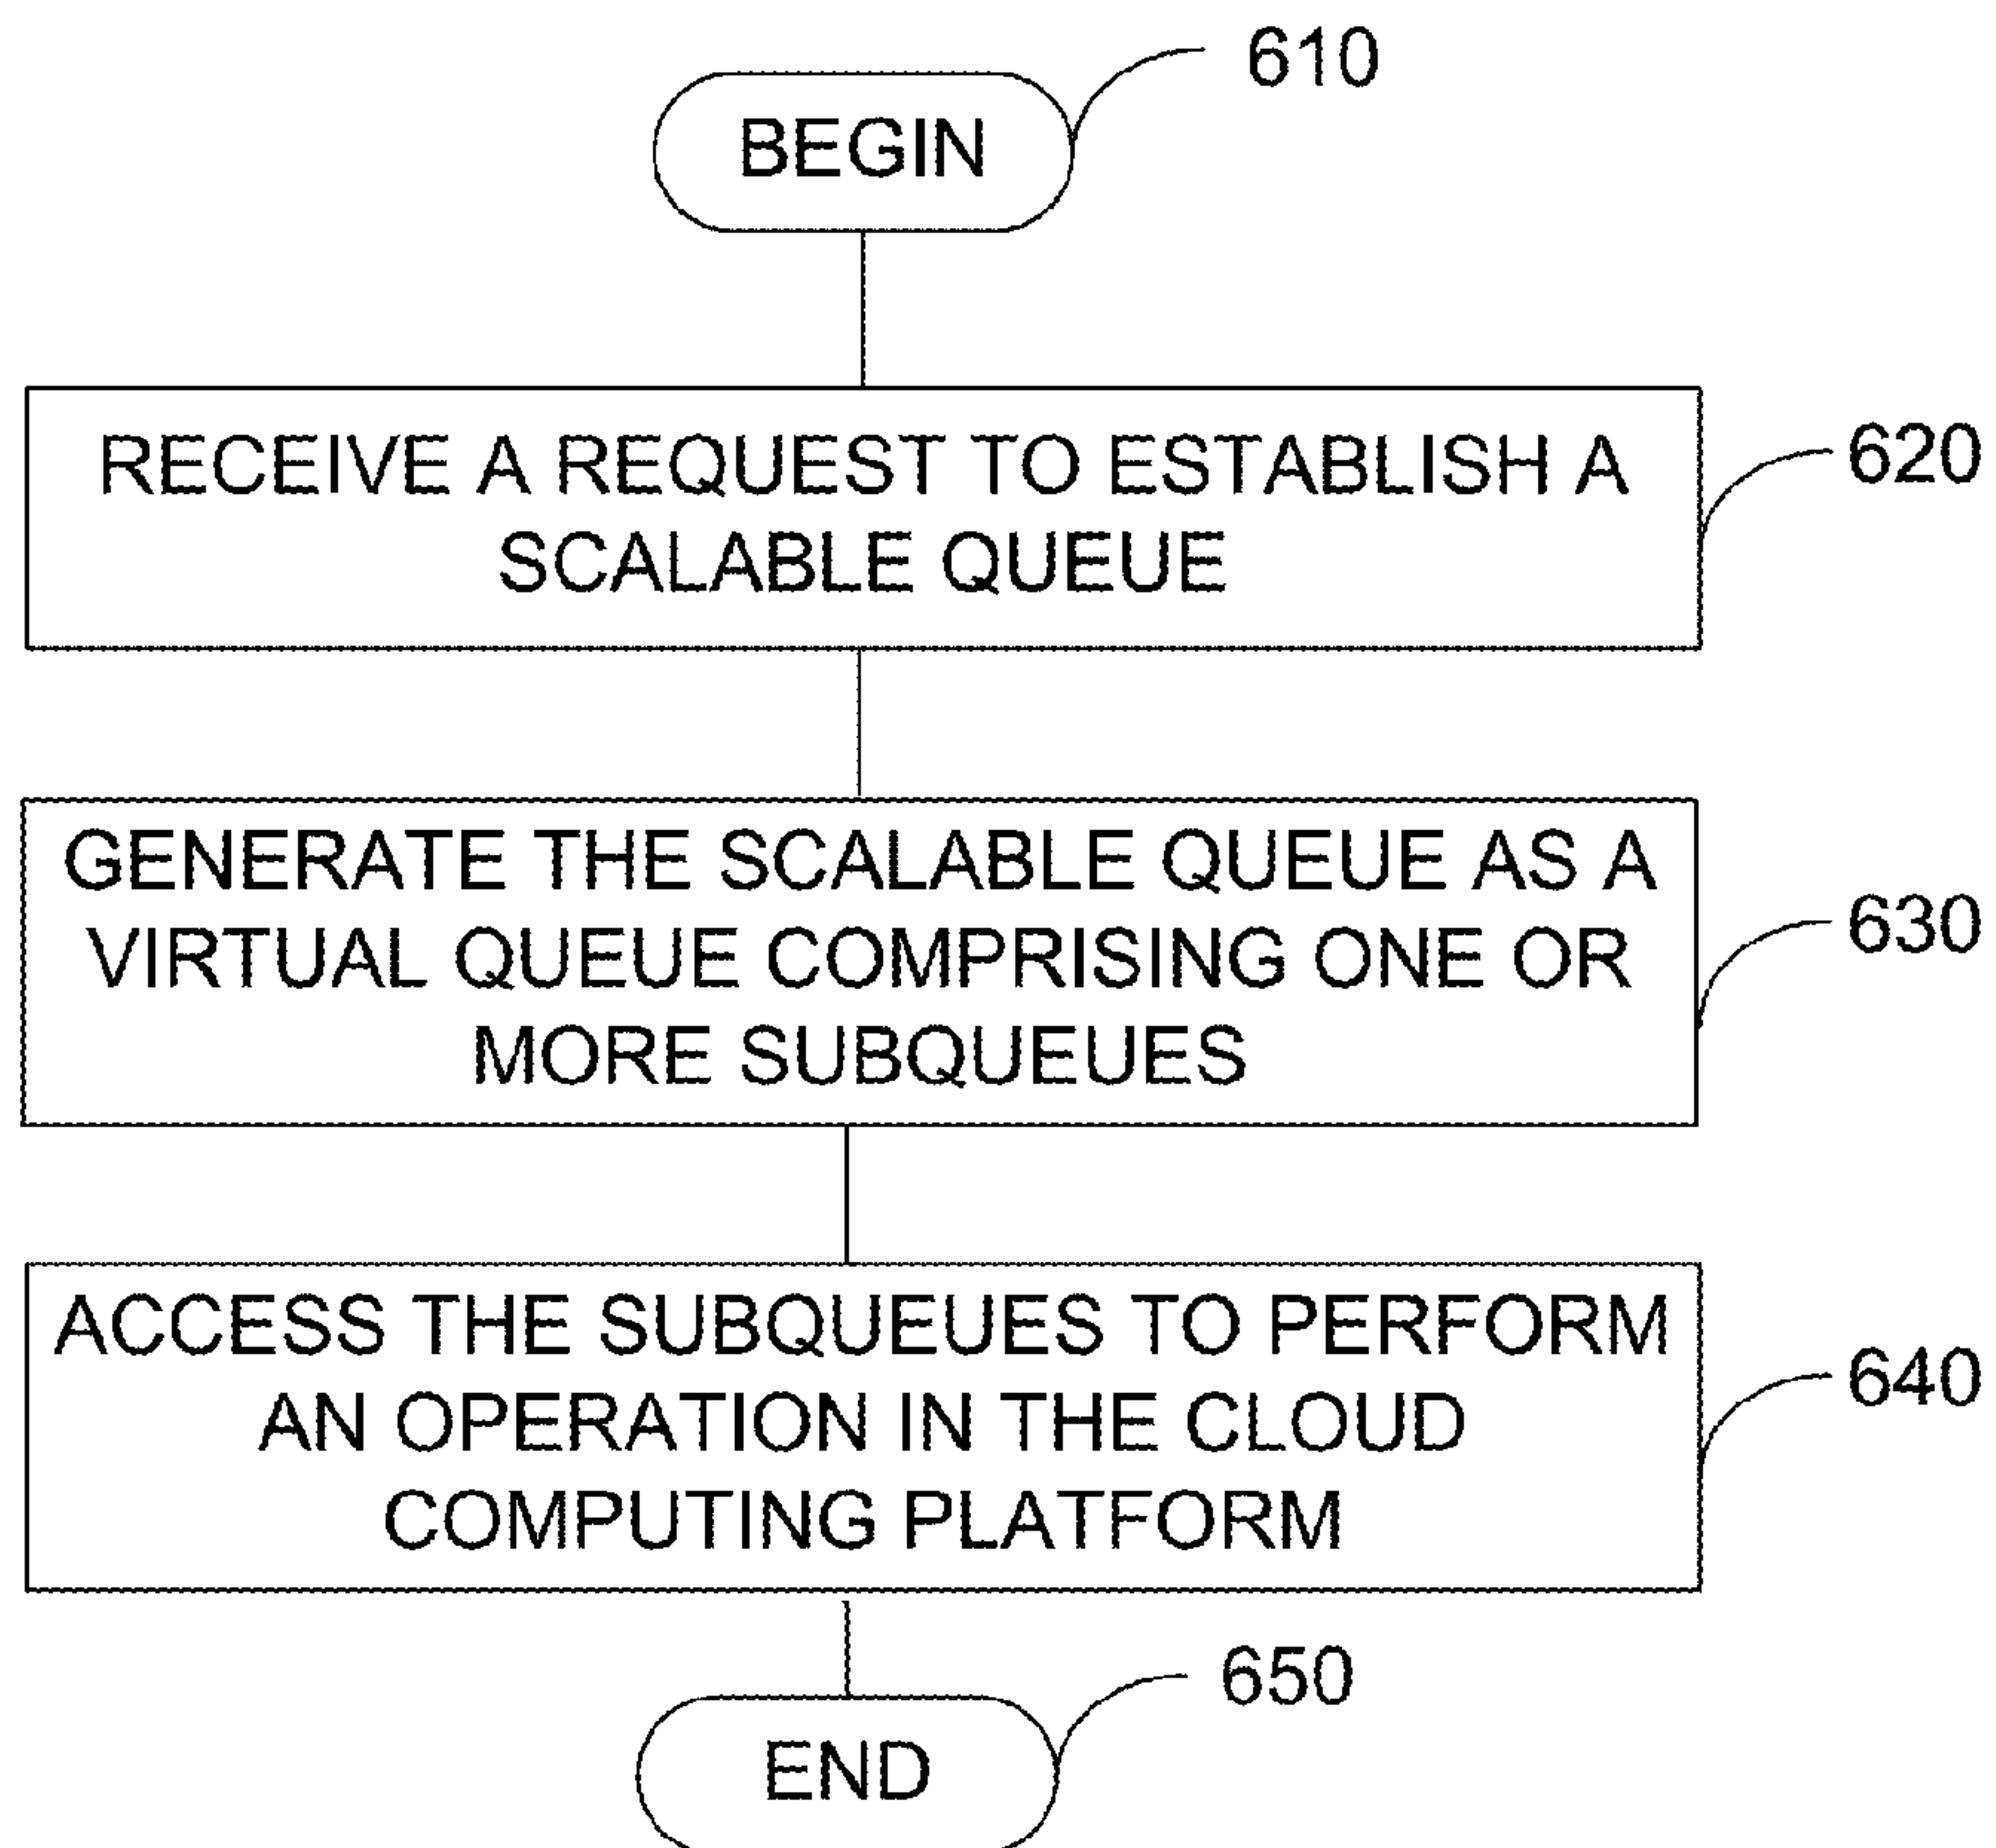 610
BEGIN
RECEIVE A REQUEST TO ESTABLISH A
SCALABLE QUEUE
620
GENERATE THE SCALABLE QUEUE AS A
VIRTUAL QUEUE COMPRISING ONE OR
MORE SUBQUEUES
630
ACCESS THE SUBQUEUES TO PERFORM
AN OPERATION IN THE CLOUD
COMPUTING PLATFORM
640
650
END